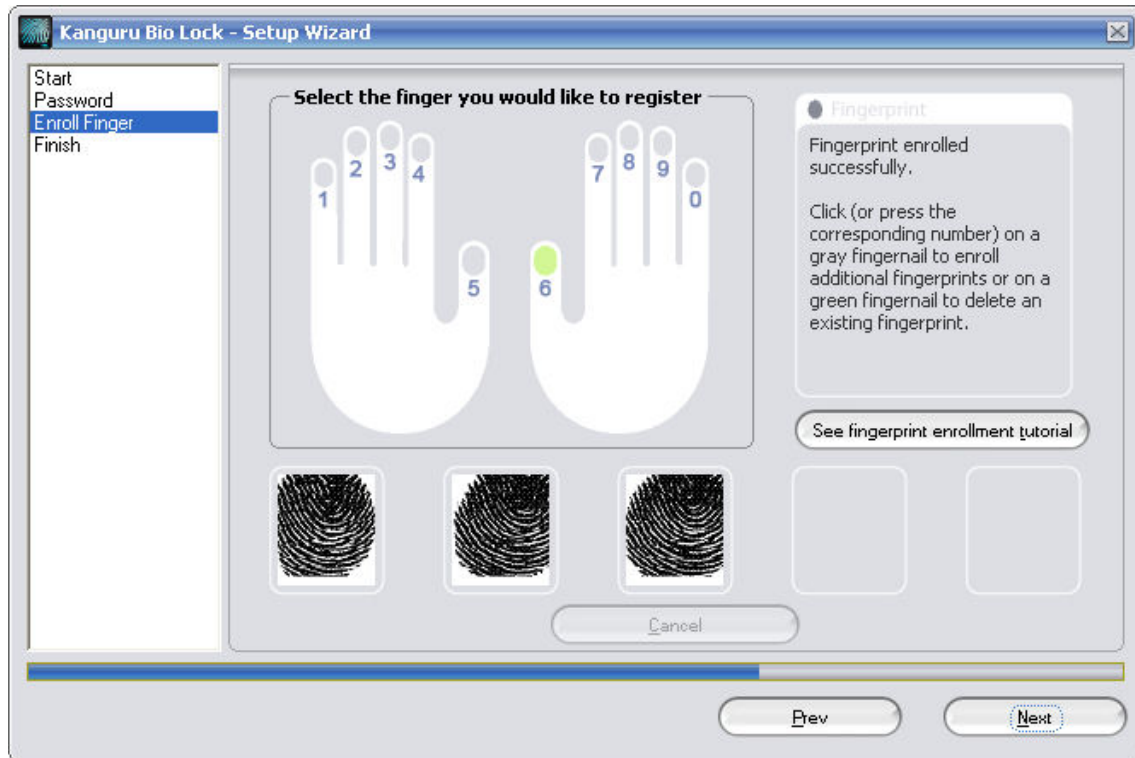 Kanguru Bio Lock - Setup Wizard
Start
Password
Enroll Finger
Finish
Select the finger you would like to register
1
2
3
4
5
6
7
8
9
0
Fingerprint
Fingerprint enrolled
successfully.
Click (or press the
corresponding number) on a
gray fingernail to enroll
additional fingerprints or on a
green fingernail to delete an
existing fingerprint.
See fingerprint enrollment tutorial
Cancel
Prev
Next